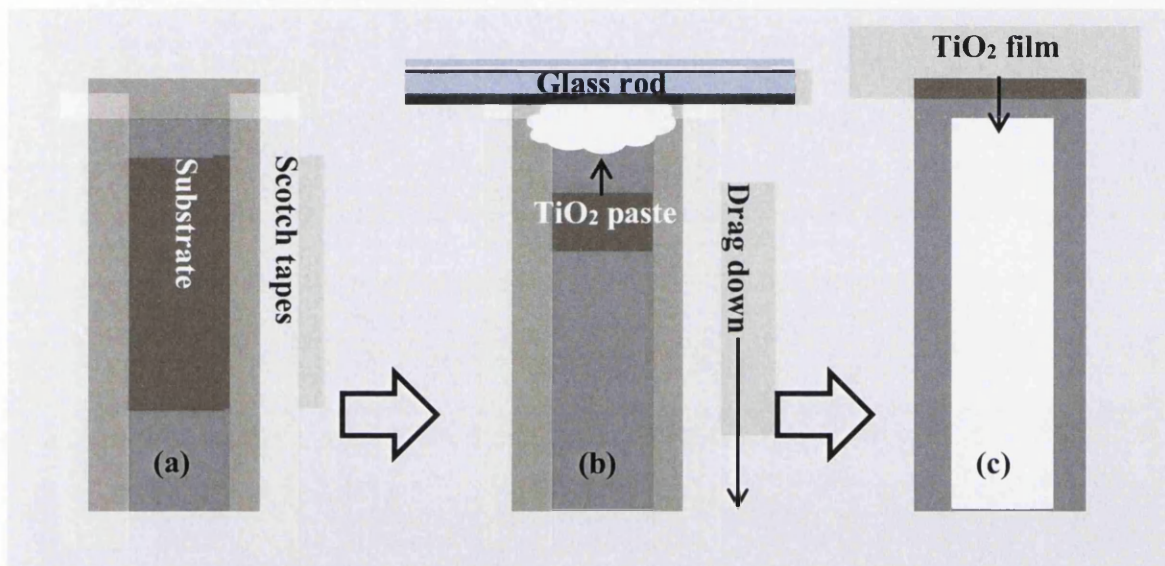 Substrate
Scotch tapes
(a)
Glass rod
TiO₂ paste
Drag down
(b)
TiO₂ film
(c)